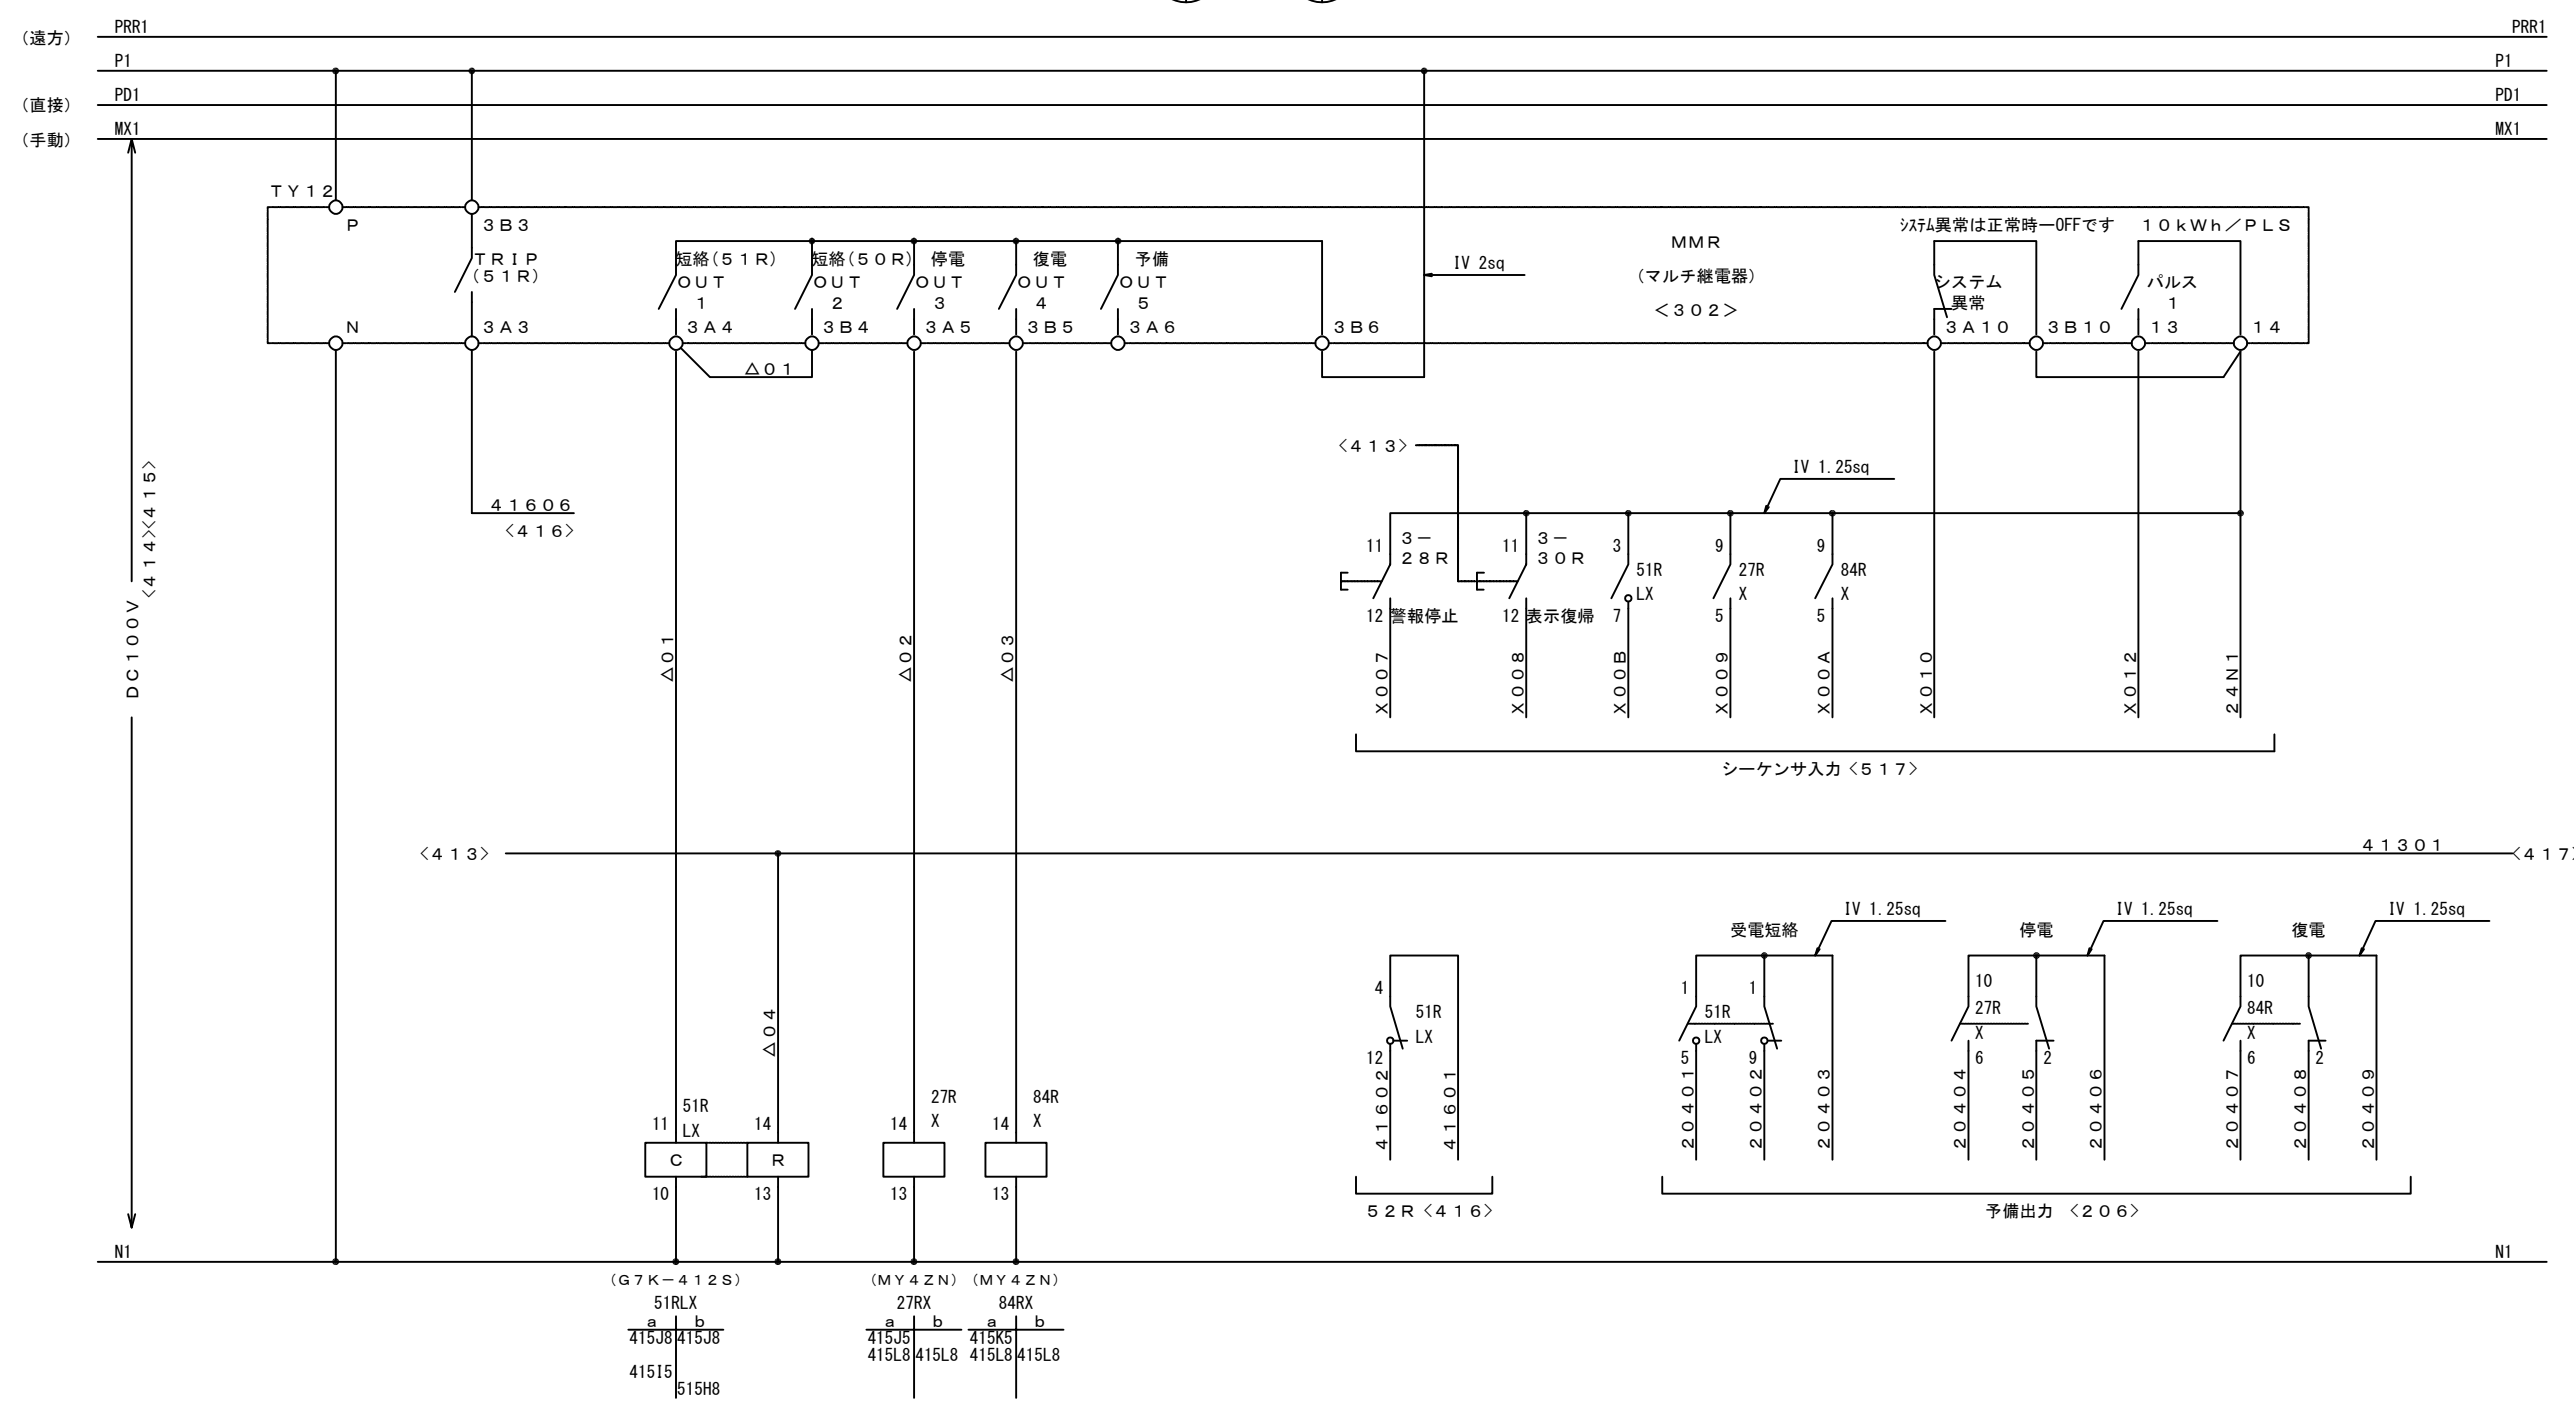 PRR1
PRR1
（遠方）
P1
P1
PD1
PD1
（直接）
MX1
MX1
（手動）
TY12
P
3B3
TRIP
(51R)
短絡(51R)
OUT
1
短絡(50R)
OUT
2
停電
OUT
3
復電
OUT
4
予備
OUT
5
IV 2sq
MMR
（マルチ継電器）
<302>
ｼｽﾃﾑ異常は正常時ーOFFです
10kWh／PLS
システム
異常
パルス
1
N
3A3
3A4
3B4
3A5
3B5
3A6
3B6
3A10
3B10
13
14
△01
<413>
IV 1.25sq
41606
<416>
<414><415>
DC100V
11
3－
28R
12
警報停止
11
3－
30R
12
表示復帰
3
51R
LX
7
9
27R
X
5
9
84R
X
5
△01
△02
△03
X007
X008
X00B
X009
X00A
X010
X012
24N1
シーケンサ入力<517>
<413>
41301
<417>
△04
受電短絡
IV 1.25sq
停電
IV 1.25sq
復電
IV 1.25sq
4
51R
LX
12
41602
41601
1
1
51R
LX
5
9
20401
20402
20403
10
27R
X
6
2
20404
20405
20406
10
84R
X
6
2
20407
20408
20409
11
51R
LX
14
14
27R
X
14
84R
X
C
R
10
13
13
13
52R<416>
予備出力 <206>
N1
N1
(G7K－412S)
(MY4ZN)
(MY4ZN)
51RLX
27RX
84RX
a b
a b
a b
415J8 415J8
415J5
415K5
415L8 415L8
415L8 415L8
415I5
515H8